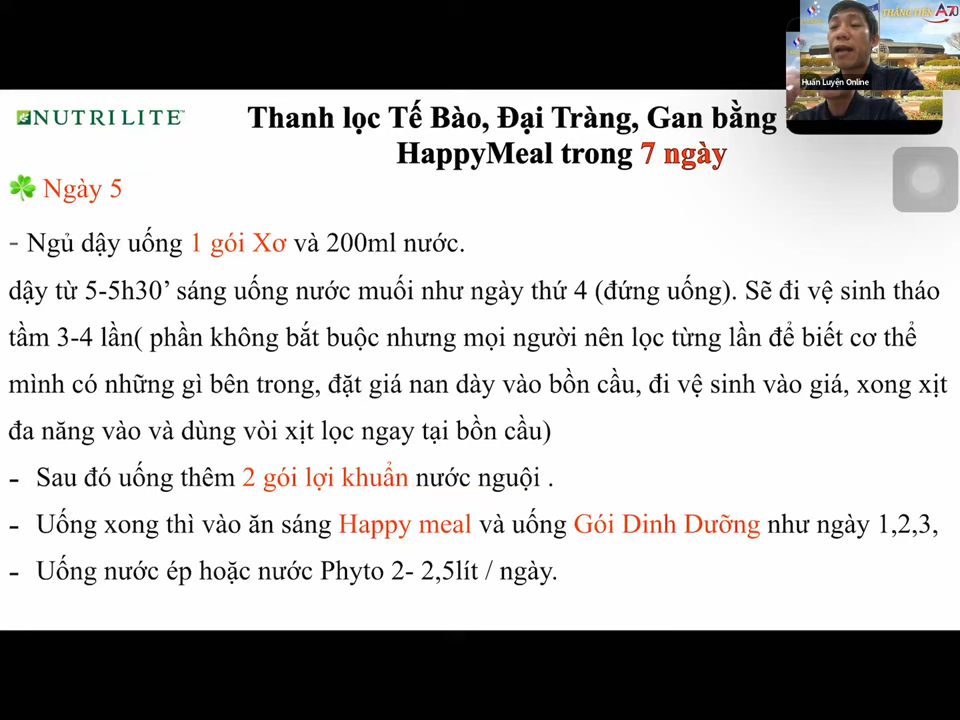 THẲNG TIẾN A70
Huấn Luyện Online
NUTRILITE™
Thanh lọc Tế Bào, Đại Tràng, Gan bằng
HappyMeal trong 7 ngày
Ngày 5
- Ngủ dậy uống 1 gói Xơ và 200ml nước.
dậy từ 5-5h30’ sáng uống nước muối như ngày thứ 4 (đứng uống). Sẽ đi vệ sinh tháo
tầm 3-4 lần( phần không bắt buộc nhưng mọi người nên lọc từng lần để biết cơ thể
mình có những gì bên trong, đặt giá nan dày vào bồn cầu, đi vệ sinh vào giá, xong xịt
đa năng vào và dùng vòi xịt lọc ngay tại bồn cầu)
- Sau đó uống thêm 2 gói lợi khuẩn nước nguội .
- Uống xong thì vào ăn sáng Happy meal và uống Gói Dinh Dưỡng như ngày 1,2,3,
- Uống nước ép hoặc nước Phyto 2- 2,5lít / ngày.